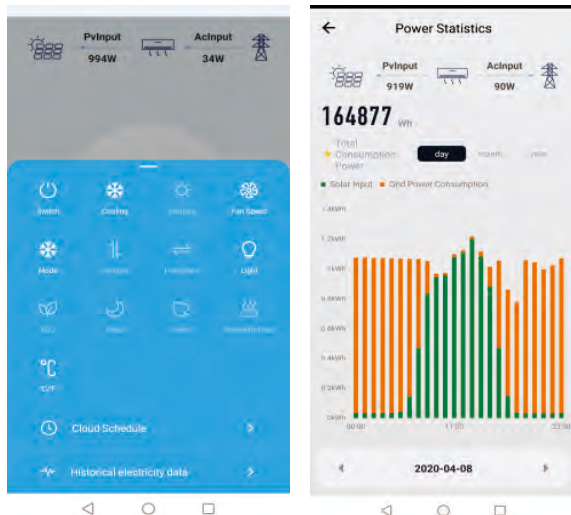 PvInput
AcInput
994W
34W
Switch
Cooling
Fan Speed
Mode
Light
°C
°C/°F
Cloud Schedule
Historical electricity data
Power Statistics
PvInput
AcInput
919W
90W
164877 Wh
Total
Consumption
Power
day
month
Solar Input
Grid Power Consumption
1.4kWh
1.2kWh
1kWh
0.8kWh
0.6kWh
0.4kWh
0.2kWh
0kWh
00:00
11:00
22:00
2020-04-08